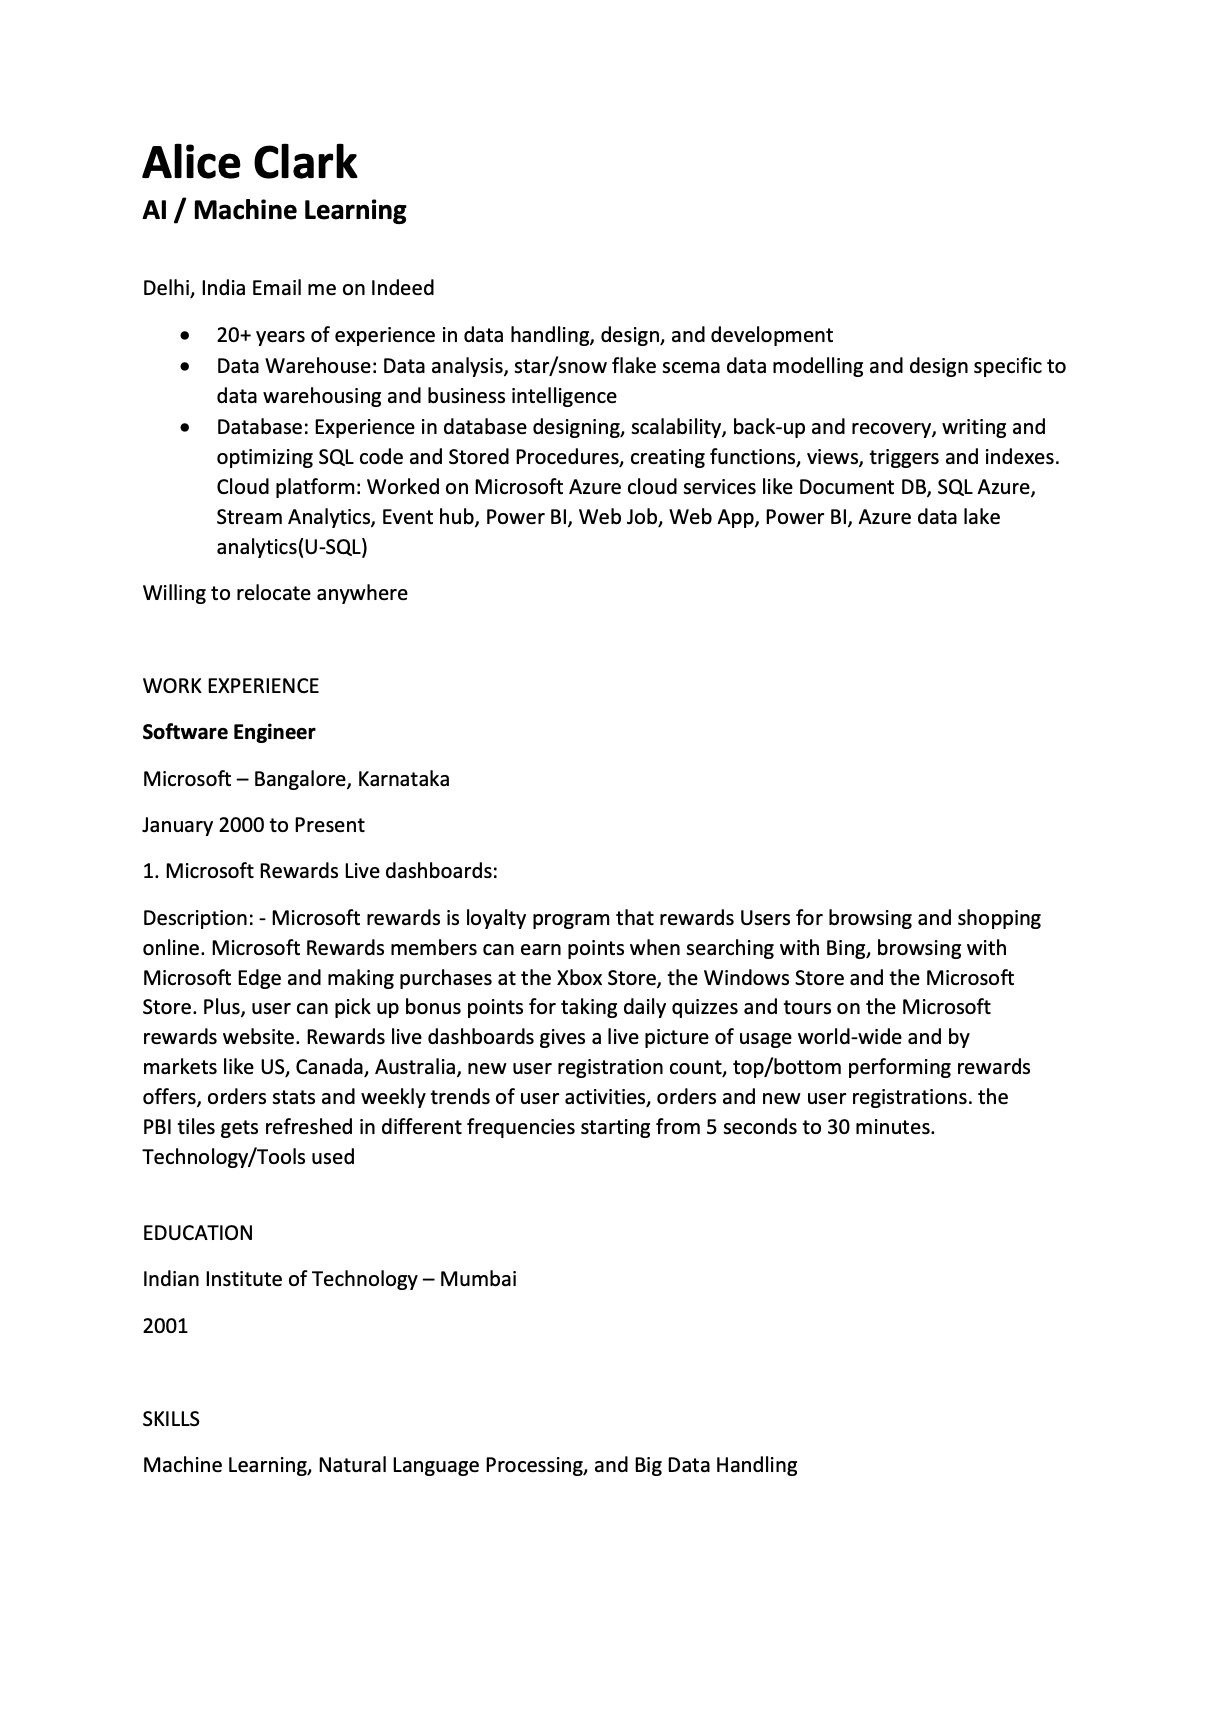 Alice Clark
AI / Machine Learning
Delhi, India Email me on Indeed
• 20+ years of experience in data handling, design, and development
• Data Warehouse: Data analysis, star/snow flake scema data modelling and design specific to
data warehousing and business intelligence
• Database: Experience in database designing, scalability, back-up and recovery, writing and
optimizing SQL code and Stored Procedures, creating functions, views, triggers and indexes.
Cloud platform: Worked on Microsoft Azure cloud services like Document DB, SQL Azure,
Stream Analytics, Event hub, Power BI, Web Job, Web App, Power BI, Azure data lake
analytics(U-SQL)
Willing to relocate anywhere
WORK EXPERIENCE
Software Engineer
Microsoft – Bangalore, Karnataka
January 2000 to Present
1. Microsoft Rewards Live dashboards:
Description: - Microsoft rewards is loyalty program that rewards Users for browsing and shopping
online. Microsoft Rewards members can earn points when searching with Bing, browsing with
Microsoft Edge and making purchases at the Xbox Store, the Windows Store and the Microsoft
Store. Plus, user can pick up bonus points for taking daily quizzes and tours on the Microsoft
rewards website. Rewards live dashboards gives a live picture of usage world-wide and by
markets like US, Canada, Australia, new user registration count, top/bottom performing rewards
offers, orders stats and weekly trends of user activities, orders and new user registrations. the
PBI tiles gets refreshed in different frequencies starting from 5 seconds to 30 minutes.
Technology/Tools used
EDUCATION
Indian Institute of Technology – Mumbai
2001
SKILLS
Machine Learning, Natural Language Processing, and Big Data Handling